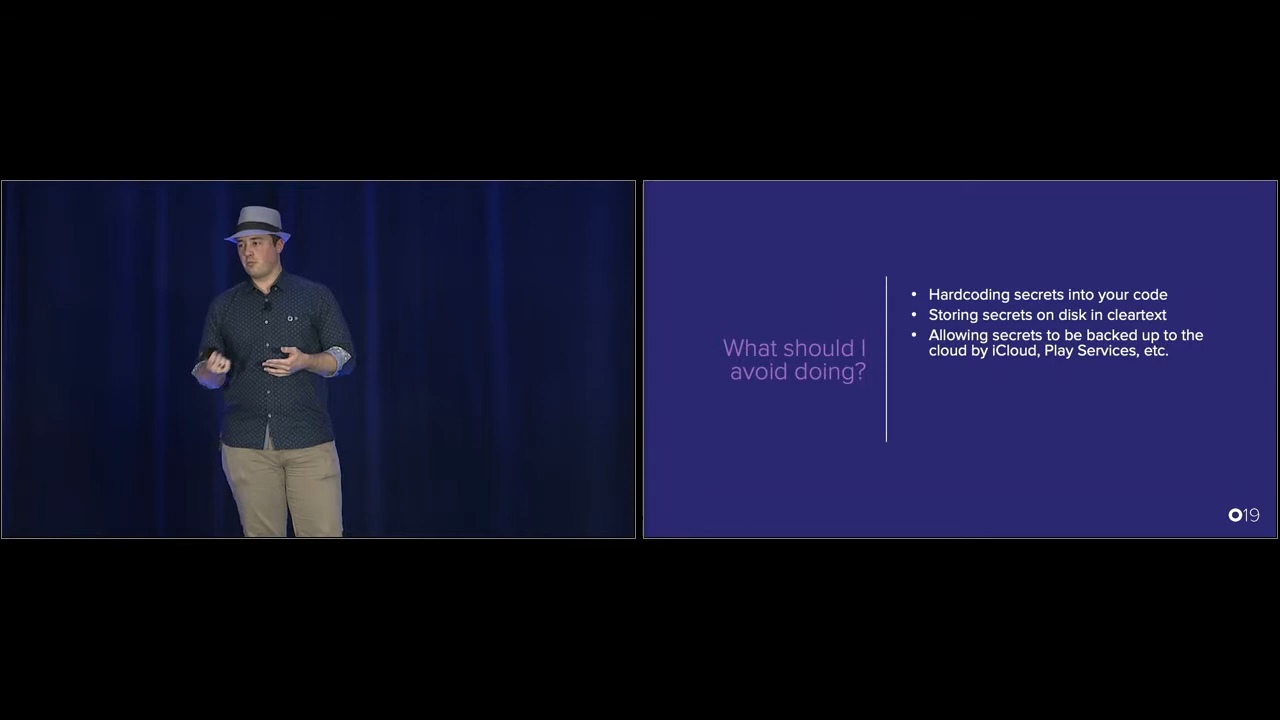 What should I
avoid doing?
• Hardcoding secrets into your code
• Storing secrets on disk in cleartext
• Allowing secrets to be backed up to the
cloud by iCloud, Play Services, etc.
O19